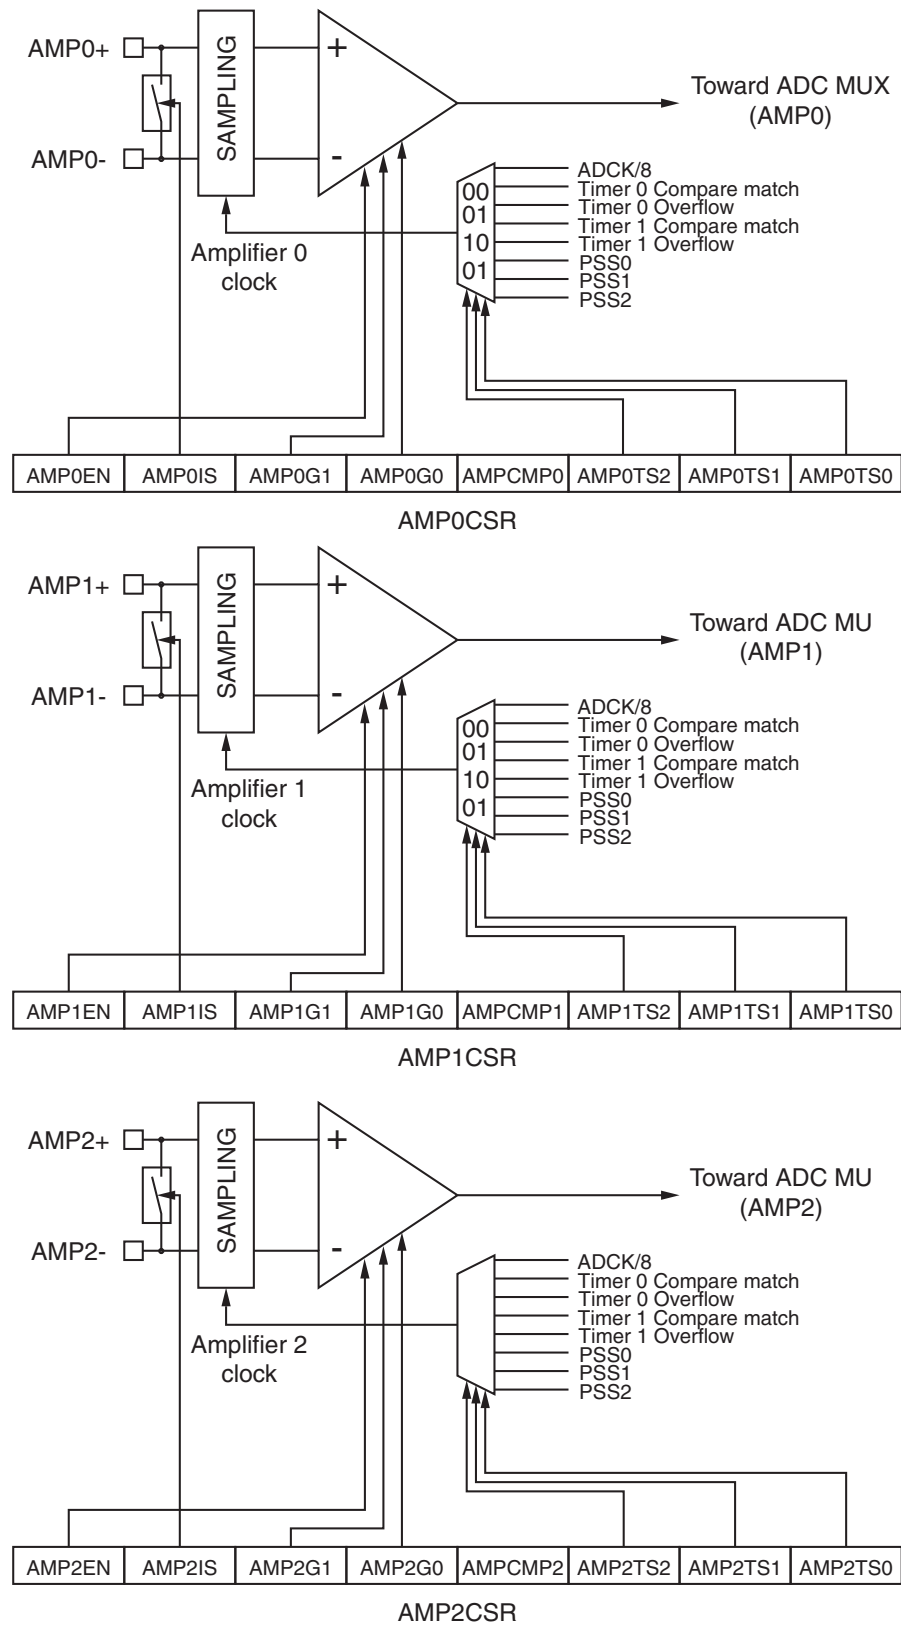 AMP0+
SAMPLING
+
Toward ADC MUX
(AMP0)
AMP0-
-
Amplifier 0
clock
00
01
10
01
ADCK/8
Timer 0 Compare match
Timer 0 Overflow
Timer 1 Compare match
Timer 1 Overflow
PSS0
PSS1
PSS2
AMP0EN AMP0IS AMP0G1 AMP0G0 AMPCMP0 AMP0TS2 AMP0TS1 AMP0TS0
AMP0CSR
AMP1+
SAMPLING
+
Toward ADC MU
(AMP1)
AMP1-
-
Amplifier 1
clock
00
01
10
01
ADCK/8
Timer 0 Compare match
Timer 0 Overflow
Timer 1 Compare match
Timer 1 Overflow
PSS0
PSS1
PSS2
AMP1EN AMP1IS AMP1G1 AMP1G0 AMPCMP1 AMP1TS2 AMP1TS1 AMP1TS0
AMP1CSR
AMP2+
SAMPLING
+
Toward ADC MU
(AMP2)
AMP2-
-
Amplifier 2
clock
ADCK/8
Timer 0 Compare match
Timer 0 Overflow
Timer 1 Compare match
Timer 1 Overflow
PSS0
PSS1
PSS2
AMP2EN AMP2IS AMP2G1 AMP2G0 AMPCMP2 AMP2TS2 AMP2TS1 AMP2TS0
AMP2CSR